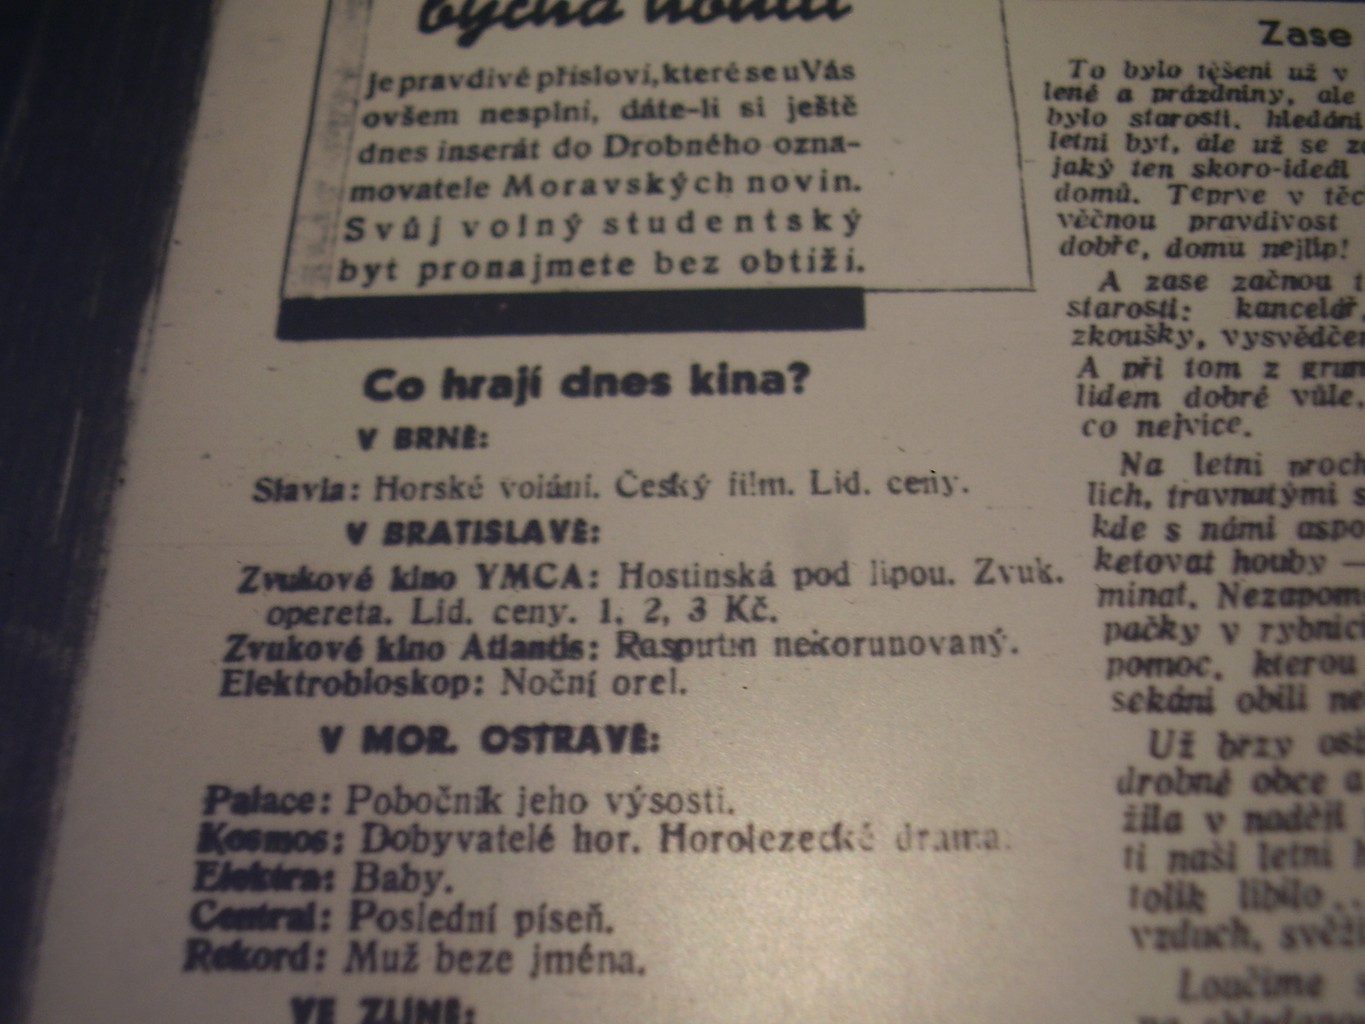 Je pravdivé přísloví, které se u Vás
ovšem nesplní, dáte-li si ještě
dnes inserát do Drobného ozna-
movatele Moravských novin.
Svůj volný studentský
byt pronajmete bez obtíží.
Co hrají dnes kina?
V BRNĚ:
Slavia: Horské volání. Český film. Lid. ceny.
V BRATISLAVĚ:
Zvukové kino YMCA: Hostinská pod lipou. Zvuk.
opereta. Lid. ceny. 1, 2, 3 Kč.
Zvukové kino Atlantis: Rasputin nekorunovaný.
Elektrobioskop: Noční orel.
V MOR. OSTRAVĚ:
Palace: Pobočník jeho výsosti.
Kosmos: Dobyvatelé hor. Horolezecké drama.
Elektra: Baby.
Central: Poslední píseň.
Rekord: Muž beze jména.
VE ZLÍNĚ:
Zase
To bylo těšení už v
lené a prázdniny, ale
bylo starostí, hledání
letní byt, ale už se
jaký ten skoro-ideál
domů. Teprve v
věčnou pravdivost
dobře, domu nejlíp!
A zase začnou
starosti: kancelář,
zkoušky,
A při tom z
lidem dobré vůle,
co nejvíce.
Na letní
lich, travnatými
kde s námi
ketovat houby —
minat.
pačky v
pomoc, kterou
sekání obilí
Už brzy
drobné obce a
žila v naději
ti naši letní
tolik líbilo...
vzduch,
Loučíme